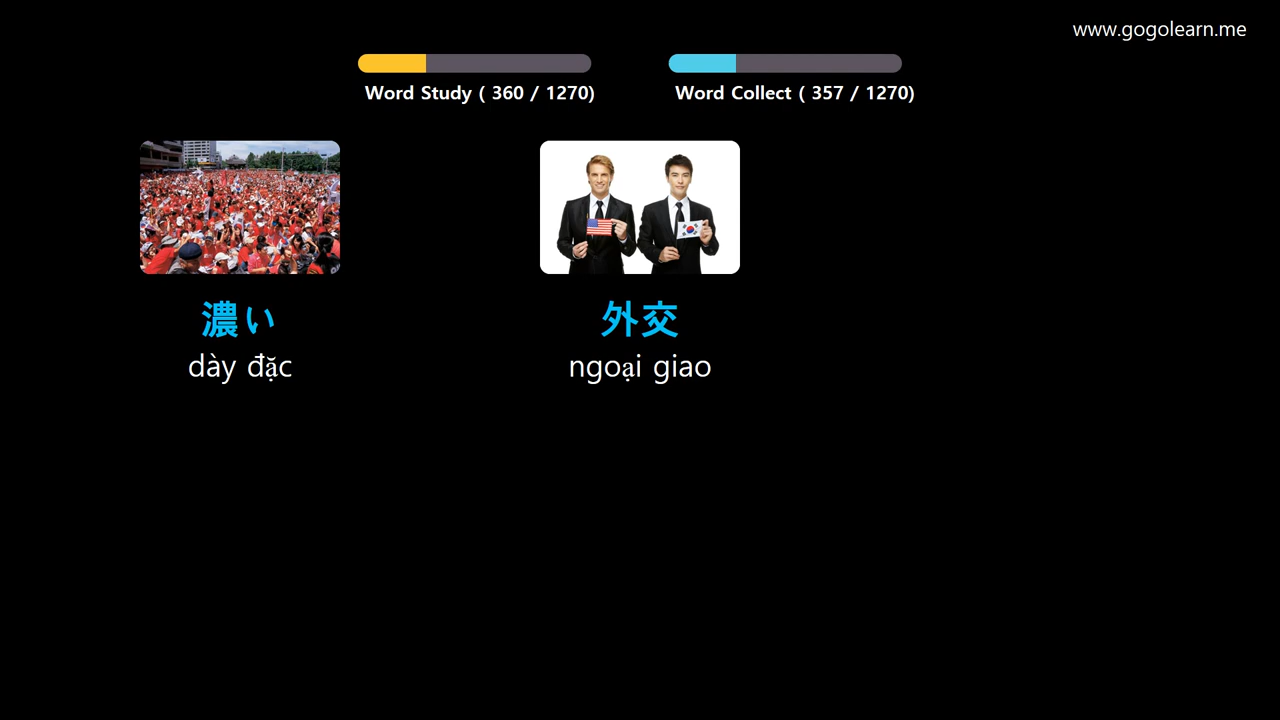 www.gogolearn.me
Word Study ( 360 / 1270)
Word Collect ( 357 / 1270)
濃い
dày đặc
外交
ngoại giao